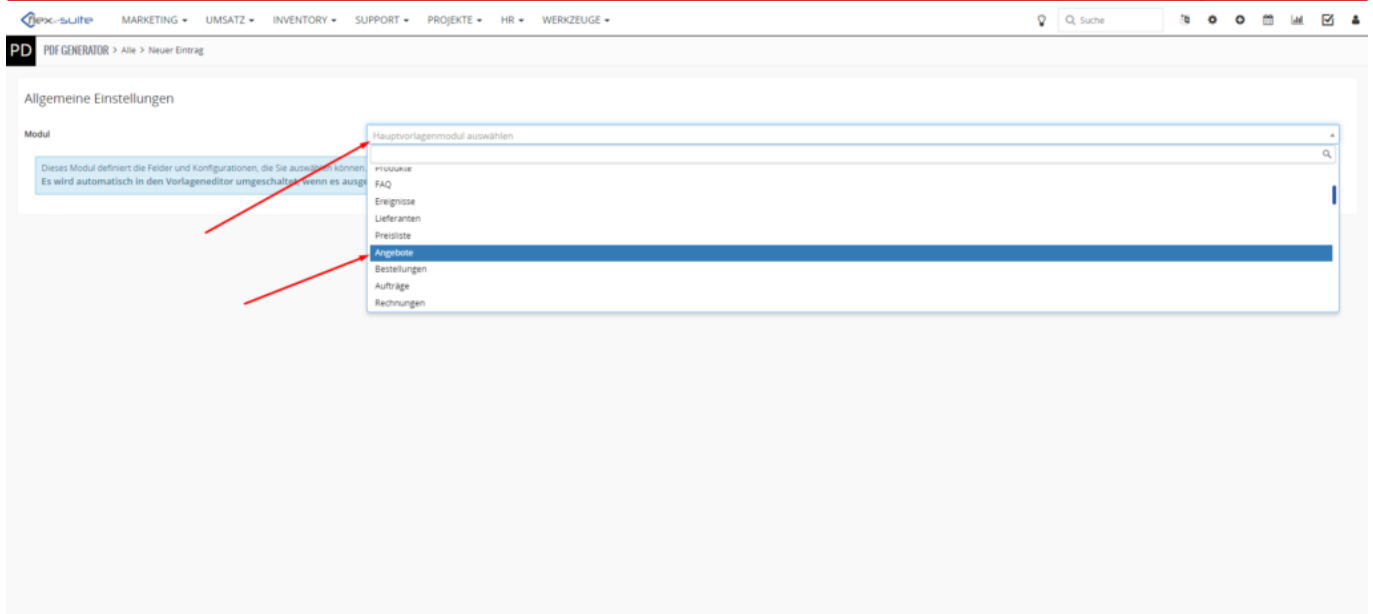 flex-suite MARKETING UMSATZ INVENTORY SUPPORT PROJEKTE HR WERKZEUGE Suche
PD PDF GENERATOR > Alle > Neuer Eintrag
Allgemeine Einstellungen
Modul Hauptvorlagenmodul auswählen
Dieses Modul definiert die Felder und Konfigurationen, die Sie auswählen können.
Es wird automatisch in den Vorlageneditor umgeschaltet, wenn es
Produkte
FAQ
Ereignisse
Lieferanten
Preisliste
Angebote
Bestellungen
Aufträge
Rechnungen